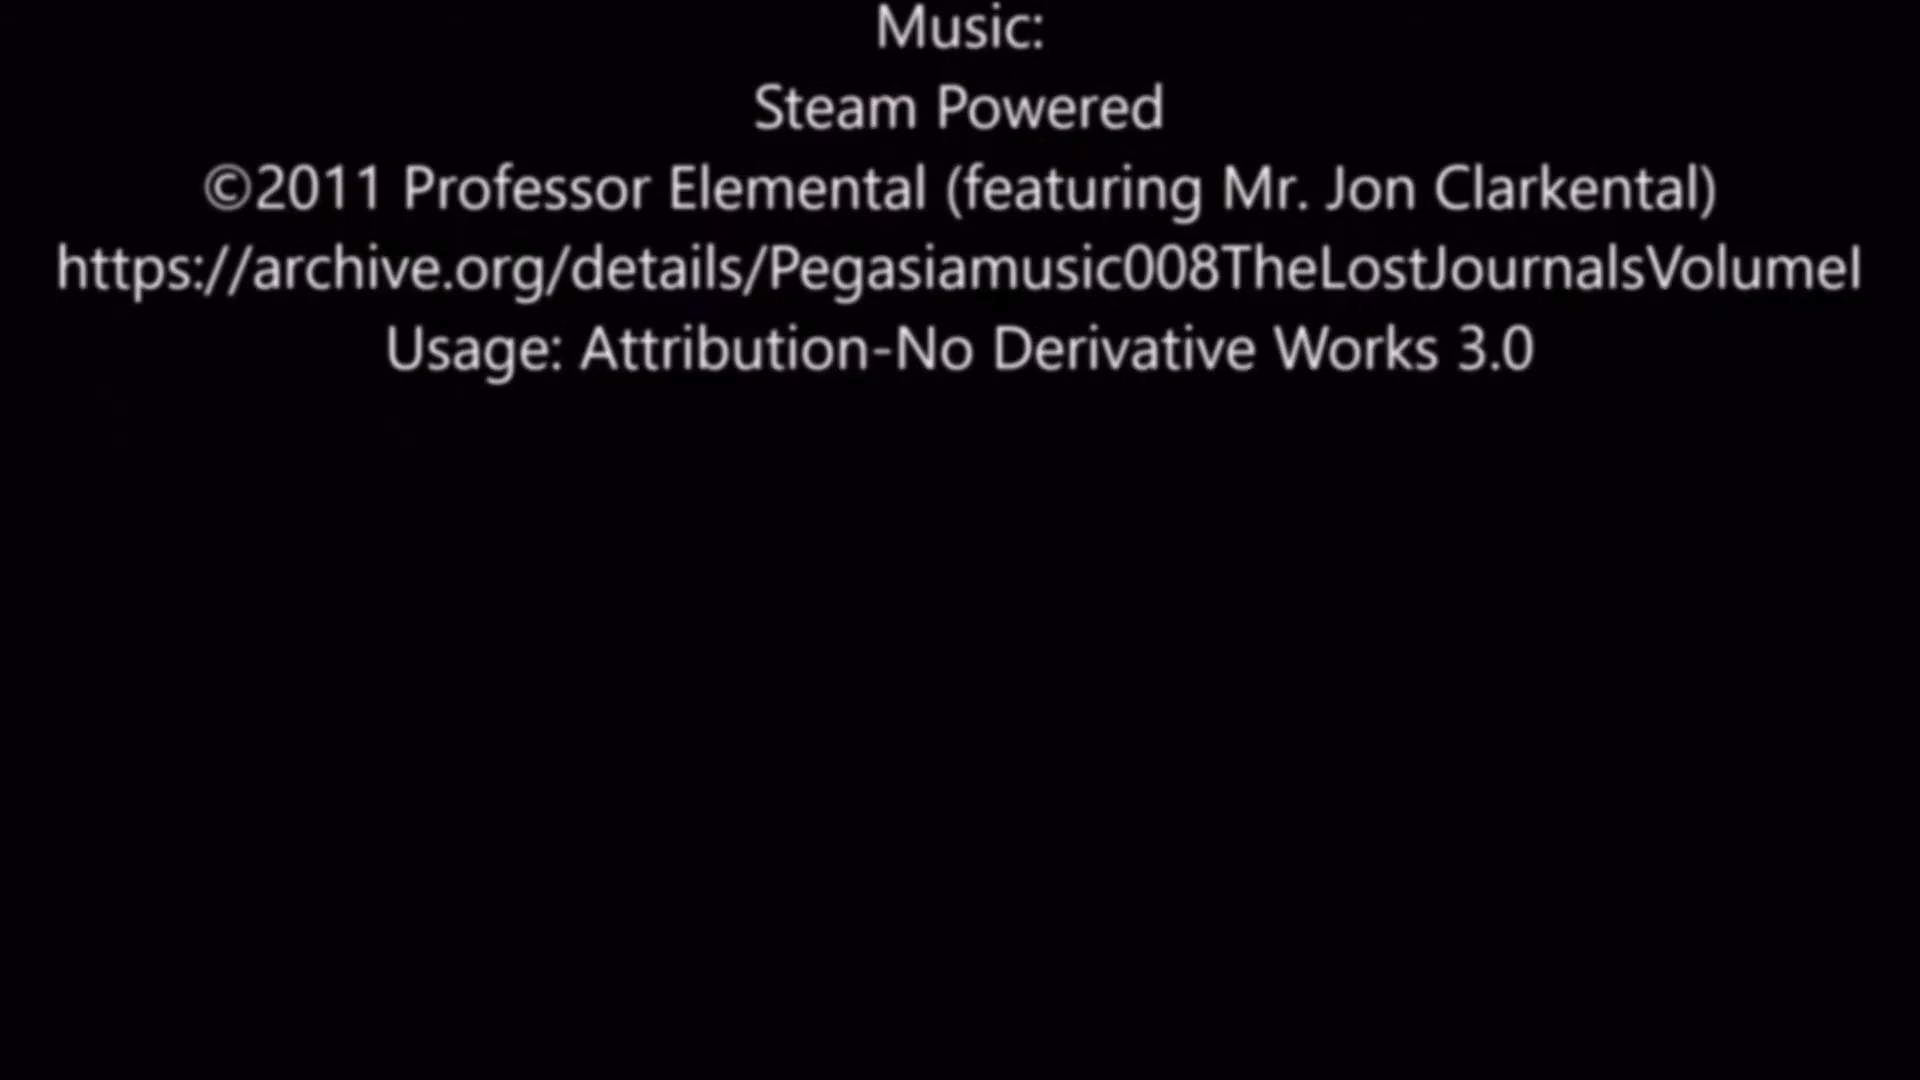 Music:
Steam Powered
©2011 Professor Elemental (featuring Mr. Jon Clarkental)
https://archive.org/details/Pegasiamusic008TheLostJournalsVolumeI
Usage: Attribution-No Derivative Works 3.0